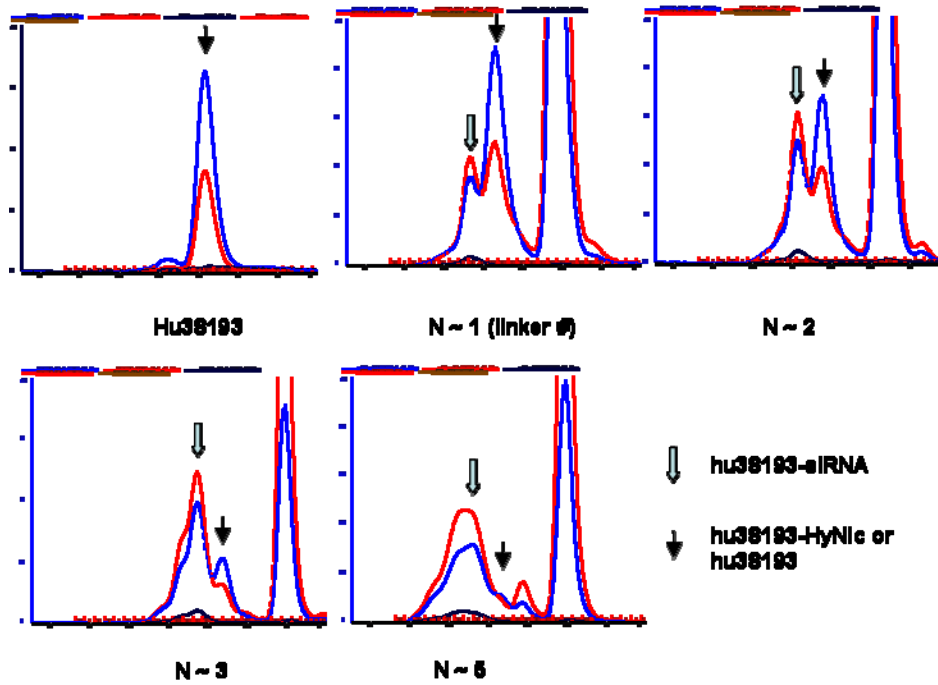 Hu38193
N ~ 1 (linker #)
N ~ 2
hu38193-siRNA
hu38193-HyNic or
hu38193
N ~ 3
N ~ 5